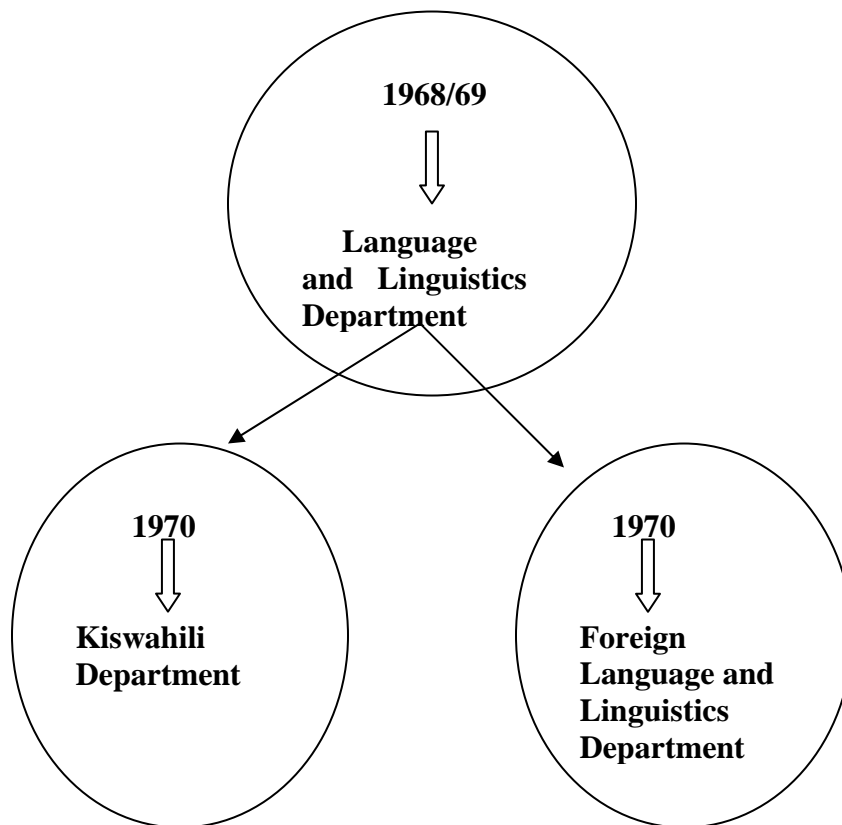 1968/69
Language
and Linguistics
Department
1970
Kiswahili
Department
1970
Foreign
Language and
Linguistics
Department